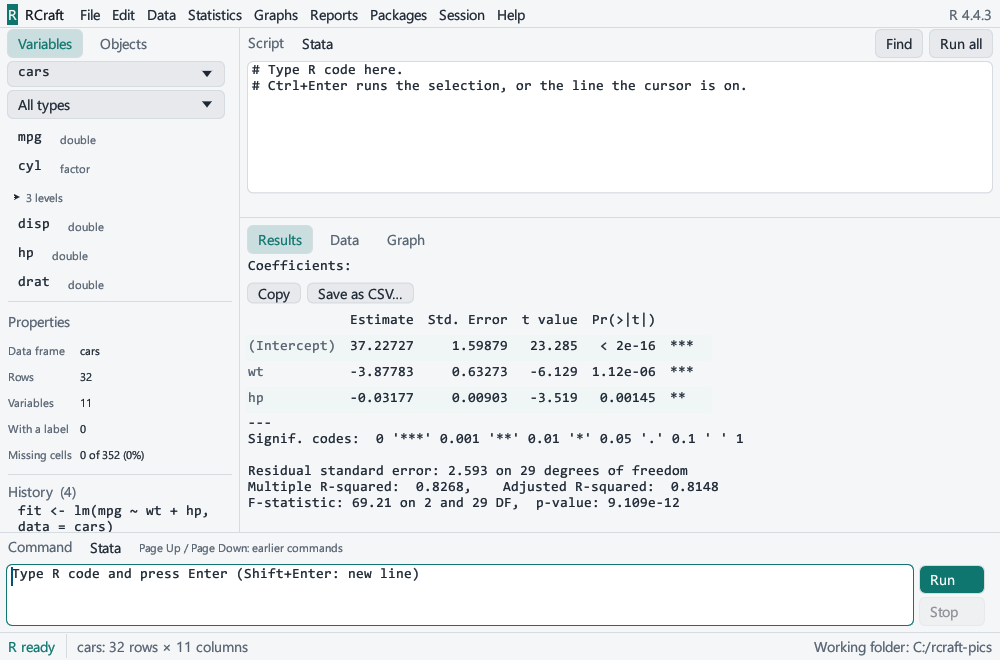 R RCraft File Edit Data Statistics Graphs Reports Packages Session Help R 4.4.3
Variables Objects
cars
All types
mpg double
cyl factor
3 levels
disp double
hp double
drat double
Properties
Data frame cars
Rows 32
Variables 11
With a label 0
Missing cells 0 of 352 (0%)
History (4)
fit <- lm(mpg ~ wt + hp,
data = cars)
Script Stata Find Run all
# Type R code here.
# Ctrl+Enter runs the selection, or the line the cursor is on.
Results Data Graph
Coefficients:
Copy Save as CSV...
Estimate Std. Error t value Pr(>|t|)
(Intercept) 37.22727 1.59879 23.285 < 2e-16 ***
wt -3.87783 0.63273 -6.129 1.12e-06 ***
hp -0.03177 0.00903 -3.519 0.00145 **
---
Signif. codes: 0 '***' 0.001 '**' 0.01 '*' 0.05 '.' 0.1 ' ' 1
Residual standard error: 2.593 on 29 degrees of freedom
Multiple R-squared: 0.8268, Adjusted R-squared: 0.8148
F-statistic: 69.21 on 2 and 29 DF, p-value: 9.109e-12
Command Stata Page Up / Page Down: earlier commands
Type R code and press Enter (Shift+Enter: new line)
Run
Stop
R ready cars: 32 rows × 11 columns Working folder: C:/rcraft-pics